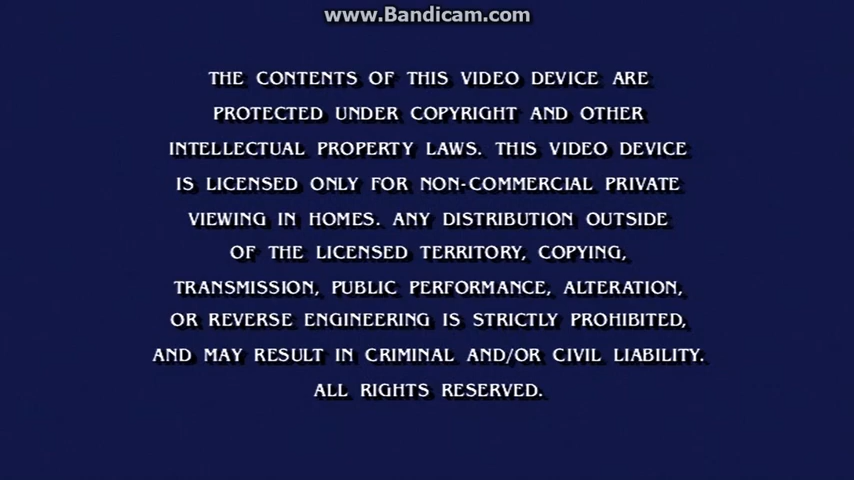 www.Bandicam.com
THE CONTENTS OF THIS VIDEO DEVICE ARE
PROTECTED UNDER COPYRIGHT AND OTHER
INTELLECTUAL PROPERTY LAWS. THIS VIDEO DEVICE
IS LICENSED ONLY FOR NON-COMMERCIAL PRIVATE
VIEWING IN HOMES. ANY DISTRIBUTION OUTSIDE
OF THE LICENSED TERRITORY, COPYING,
TRANSMISSION, PUBLIC PERFORMANCE, ALTERATION,
OR REVERSE ENGINEERING IS STRICTLY PROHIBITED,
AND MAY RESULT IN CRIMINAL AND/OR CIVIL LIABILITY.
ALL RIGHTS RESERVED.